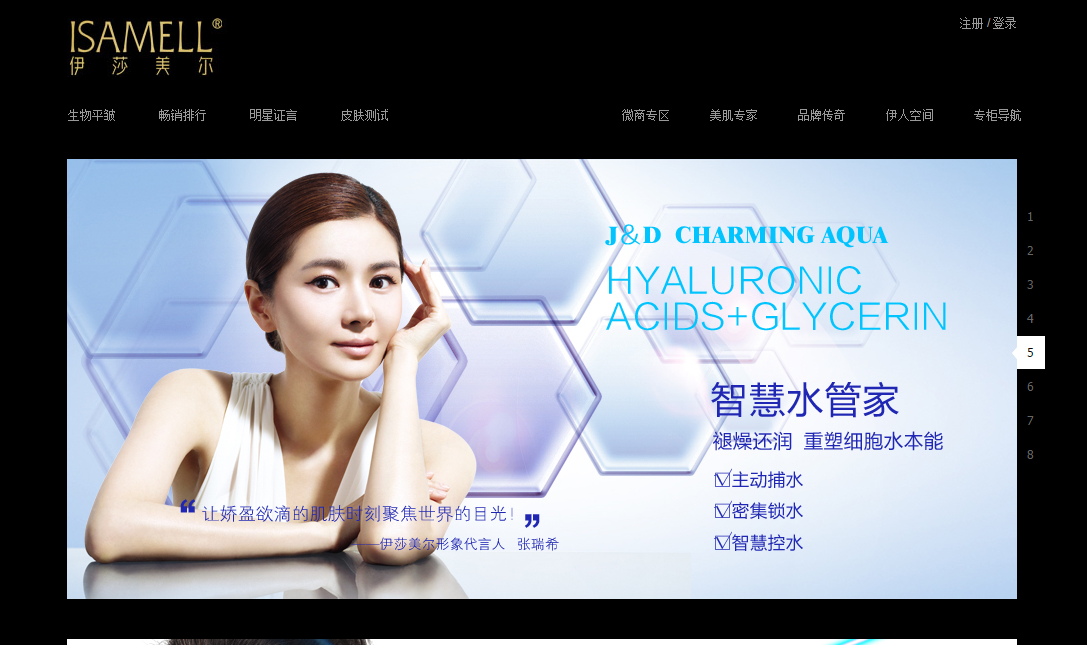 ISAMELL®
伊莎美尔
注册 / 登录
生物平皱 畅销排行 明星证言 皮肤测试 微商专区 美肌专家 品牌传奇 伊人空间 专柜导航
J&D CHARMING AQUA
HYALURONIC
ACIDS+GLYCERIN
智慧水管家
褪燥还润 重塑细胞水本能
☑主动捕水
☑密集锁水
☑智慧控水
“让娇盈欲滴的肌肤时刻聚焦世界的目光！”
——伊莎美尔形象代言人 张瑞希
1
2
3
4
5
6
7
8